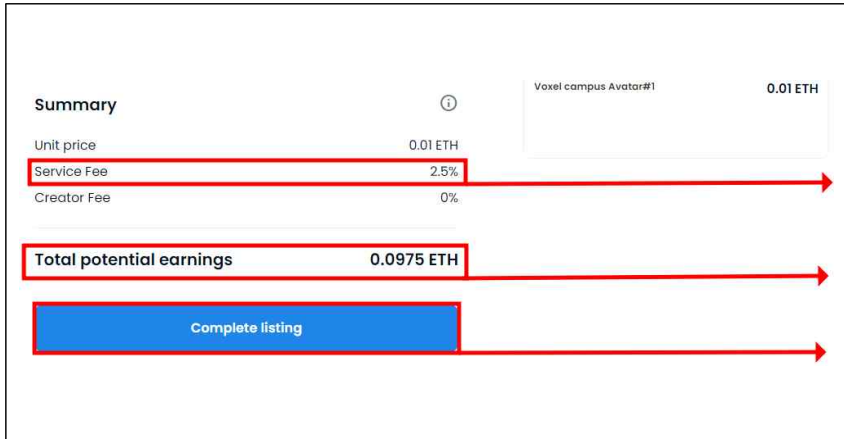 Summary
Unit price 0.01 ETH
Service Fee 2.5%
Creator Fee 0%
Total potential earnings 0.0975 ETH
Complete listing
Voxel campus Avatar#1 0.01 ETH